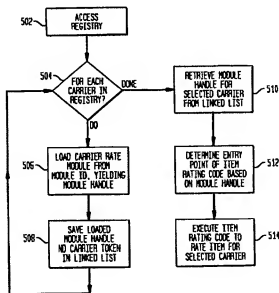 502
ACCESS
REGISTRY
504
FOR EACH
CARRIER IN
REGISTRY?
DONE
DO
506
LOAD CARRIER RATE
MODULE FROM
MODULE ID, YIELDING
MODULE HANDLE
508
SAVE LOADED
MODULE HANDLE
NO CARRIER TOKEN
IN LINKED LIST
RETRIEVE MODULE
HANDLE FOR
SELECTED CARRIER
FROM LINKED LIST
510
DETERMINE ENTRY
POINT OF ITEM
RATING CODE BASED
ON MODULE HANDLE
512
EXECUTE ITEM
RATING CODE TO
RATE ITEM FOR
SELECTED CARRIER
514